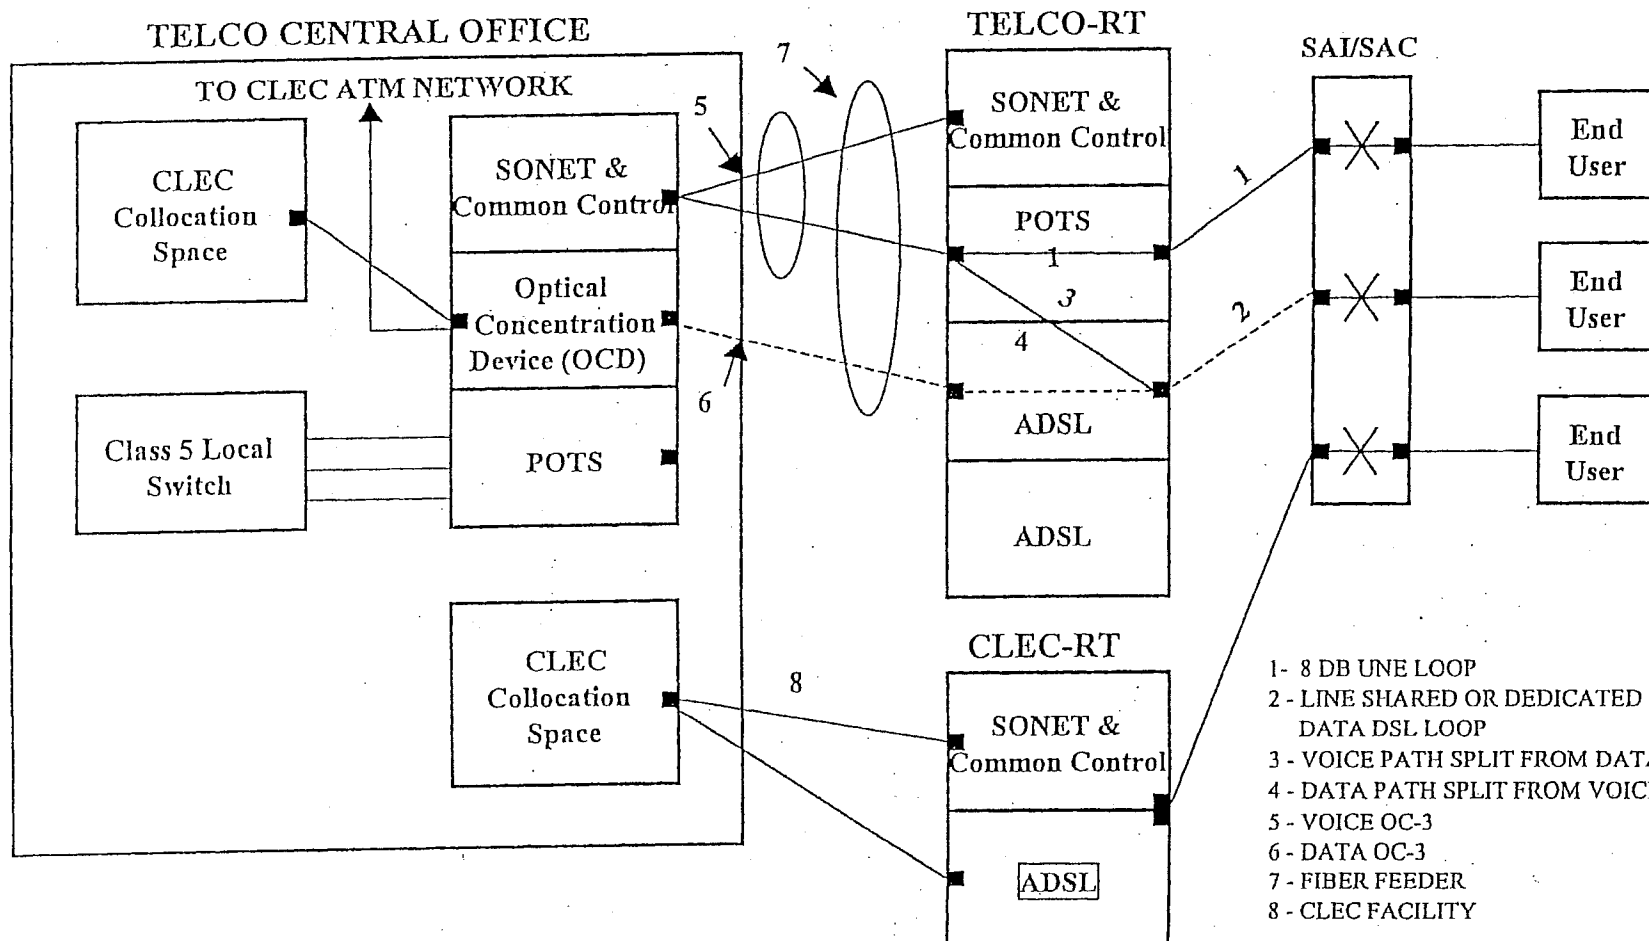 TELCO CENTRAL OFFICE
TO CLEC ATM NETWORK
CLEC
Collocation
Space
SONET &
Common Control
Optical
Concentration
Device (OCD)
Class 5 Local
Switch
POTS
CLEC
Collocation
Space
5
7
6
8
TELCO-RT
SONET &
Common Control
POTS
1
3
4
ADSL
ADSL
CLEC-RT
SONET &
Common Control
ADSL
1
2
SAI/SAC
End
User
End
User
End
User
1- 8 DB UNE LOOP
2 - LINE SHARED OR DEDICATED
DATA DSL LOOP
3 - VOICE PATH SPLIT FROM DATA
4 - DATA PATH SPLIT FROM VOICE
5 - VOICE OC-3
6 - DATA OC-3
7 - FIBER FEEDER
8 - CLEC FACILITY